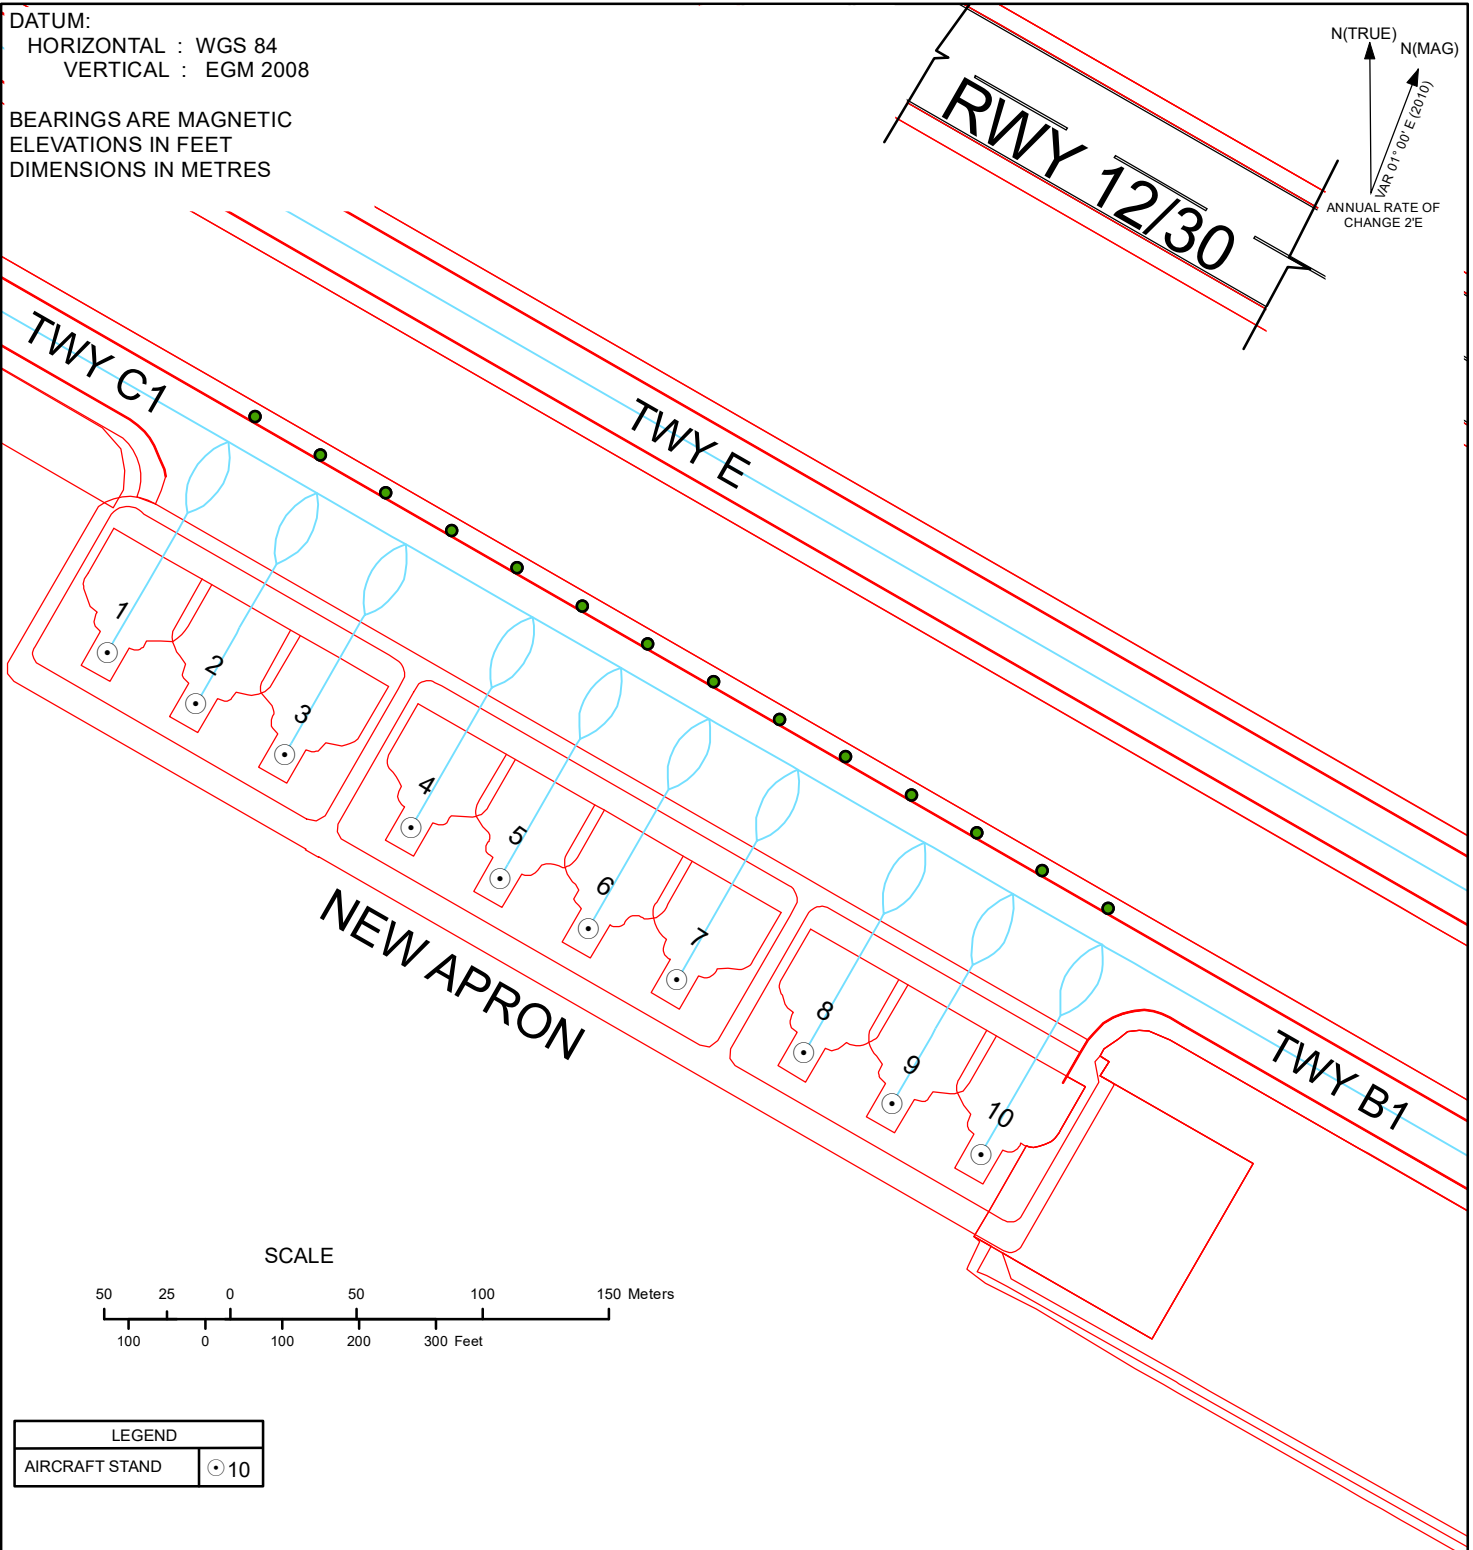 DATUM:
HORIZONTAL : WGS 84
VERTICAL : EGM 2008
BEARINGS ARE MAGNETIC
ELEVATIONS IN FEET
DIMENSIONS IN METRES
N(TRUE)
N(MAG)
VAR 01° 00' E (2010)
ANNUAL RATE OF
CHANGE 2'E
RWY 12/30
TWY C1
TWY E
1
2
3
4
5
6
7
8
9
10
NEW APRON
TWY B1
SCALE
50 25 0 50 100 150 Meters
100 0 100 200 300 Feet
LEGEND
AIRCRAFT STAND 10